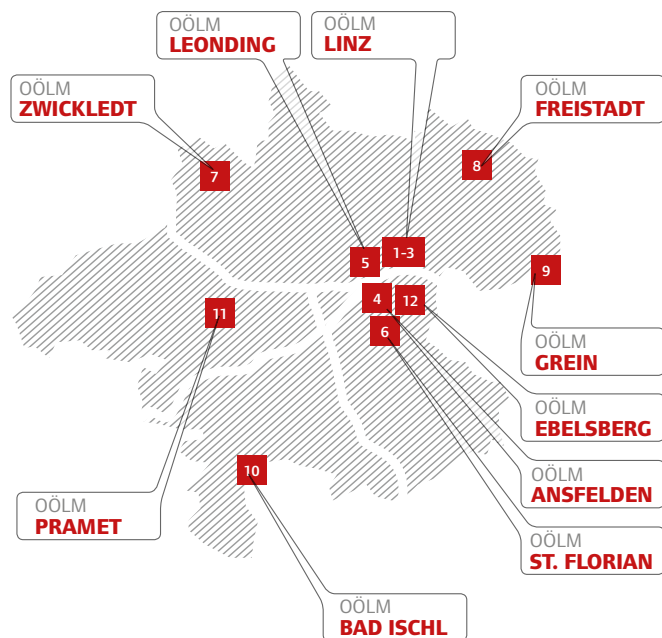 OÖLM
LEONDING
OÖLM
LINZ
OÖLM
ZWICKLEDT
OÖLM
FREISTADT
7
8
5
1-3
9
4
12
11
6
OÖLM
GREIN
OÖLM
EBELSBERG
10
OÖLM
ANSFELDEN
OÖLM
PRAMET
OÖLM
ST. FLORIAN
OÖLM
BAD ISCHL